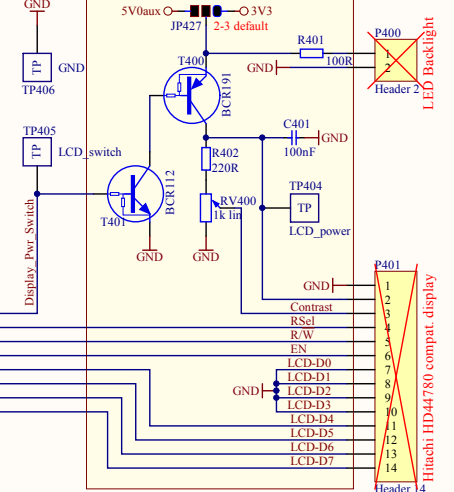 GND
5V0aux
3V3
JP427
2-3 default
TP
GND
TP406
T400
BCR191
R401
100R
P400
1
2
GND
Header 2
LED Backlight
TP405
TP
LCD_switch
C401
100nF
GND
R402
220R
BCR112
T401
RV400
1k lin
TP404
TP
LCD_power
GND
GND
Display_Pwr_Switch
P401
GND
1
2
Contrast
3
RSel
4
R/W
5
EN
6
LCD-D0
7
LCD-D1
8
GND
LCD-D2
9
LCD-D3
10
LCD-D4
11
LCD-D5
12
LCD-D6
13
LCD-D7
14
Header 14
Hitachi HD44780 compat. display